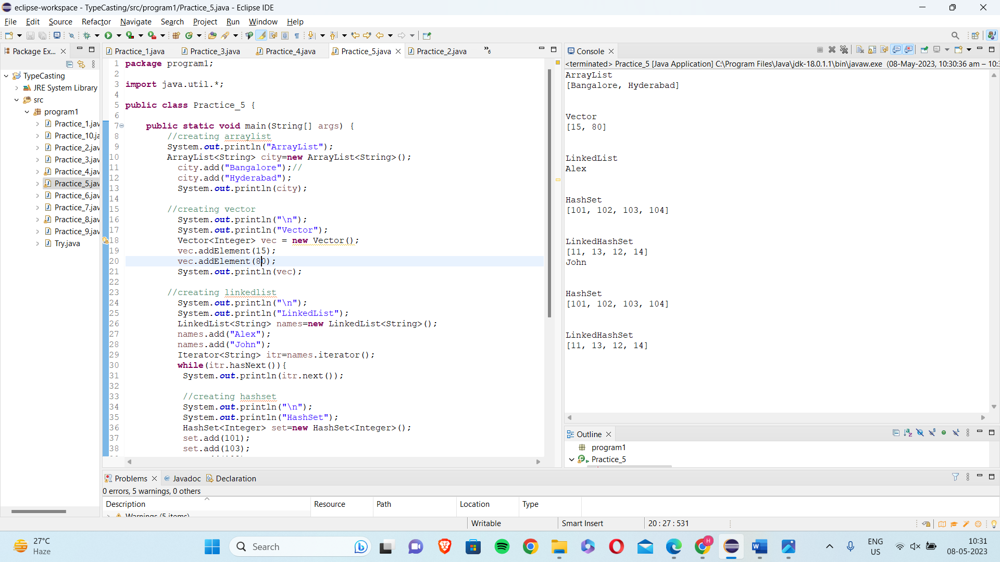 eclipse-workspace - TypeCasting/src/program1/Practice_5.java - Eclipse IDE
File Edit Source Refactor Navigate Search Project Run Window Help
Package Ex...
TypeCasting
JRE System Library
src
program1
Practice_1.jav
Practice_10.ja
Practice_2.jav
Practice_3.jav
Practice_4.jav
Practice_5.jav
Practice_6.jav
Practice_7.jav
Practice_8.jav
Practice_9.jav
Try.java
Practice_1.java Practice_3.java Practice_4.java Practice_5.java Practice_2.java »6
1 package program1;
2
3 import java.util.*;
4
5 public class Practice_5 {
6
7 public static void main(String[] args) {
8 //creating arraylist
9 System.out.println("ArrayList");
10 ArrayList<String> city=new ArrayList<String>();
11 city.add("Bangalore");//
12 city.add("Hyderabad");
13 System.out.println(city);
14
15 //creating vector
16 System.out.println("\n");
17 System.out.println("Vector");
18 Vector<Integer> vec = new Vector();
19 vec.addElement(15);
20 vec.addElement(80);
21 System.out.println(vec);
22
23 //creating linkedlist
24 System.out.println("\n");
25 System.out.println("LinkedList");
26 LinkedList<String> names=new LinkedList<String>();
27 names.add("Alex");
28 names.add("John");
29 Iterator<String> itr=names.iterator();
30 while(itr.hasNext()){
31 System.out.println(itr.next());
32
33 //creating hashset
34 System.out.println("\n");
35 System.out.println("HashSet");
36 HashSet<Integer> set=new HashSet<Integer>();
37 set.add(101);
38 set.add(103);
Console
<terminated> Practice_5 [Java Application] C:\Program Files\Java\jdk-18.0.1.1\bin\javaw.exe (08-May-2023, 10:30:36 am – 10:
ArrayList
[Bangalore, Hyderabad]
Vector
[15, 80]
LinkedList
Alex
HashSet
[101, 102, 103, 104]
LinkedHashSet
[11, 13, 12, 14]
John
HashSet
[101, 102, 103, 104]
LinkedHashSet
[11, 13, 12, 14]
Outline
program1
Practice_5
Problems @ Javadoc Declaration
0 errors, 5 warnings, 0 others
Description Resource Path Location Type
Warnings (5 items)
Writable Smart Insert 20 : 27 : 531
27°C
Haze
Search
H
ENG
US
10:31
08-05-2023